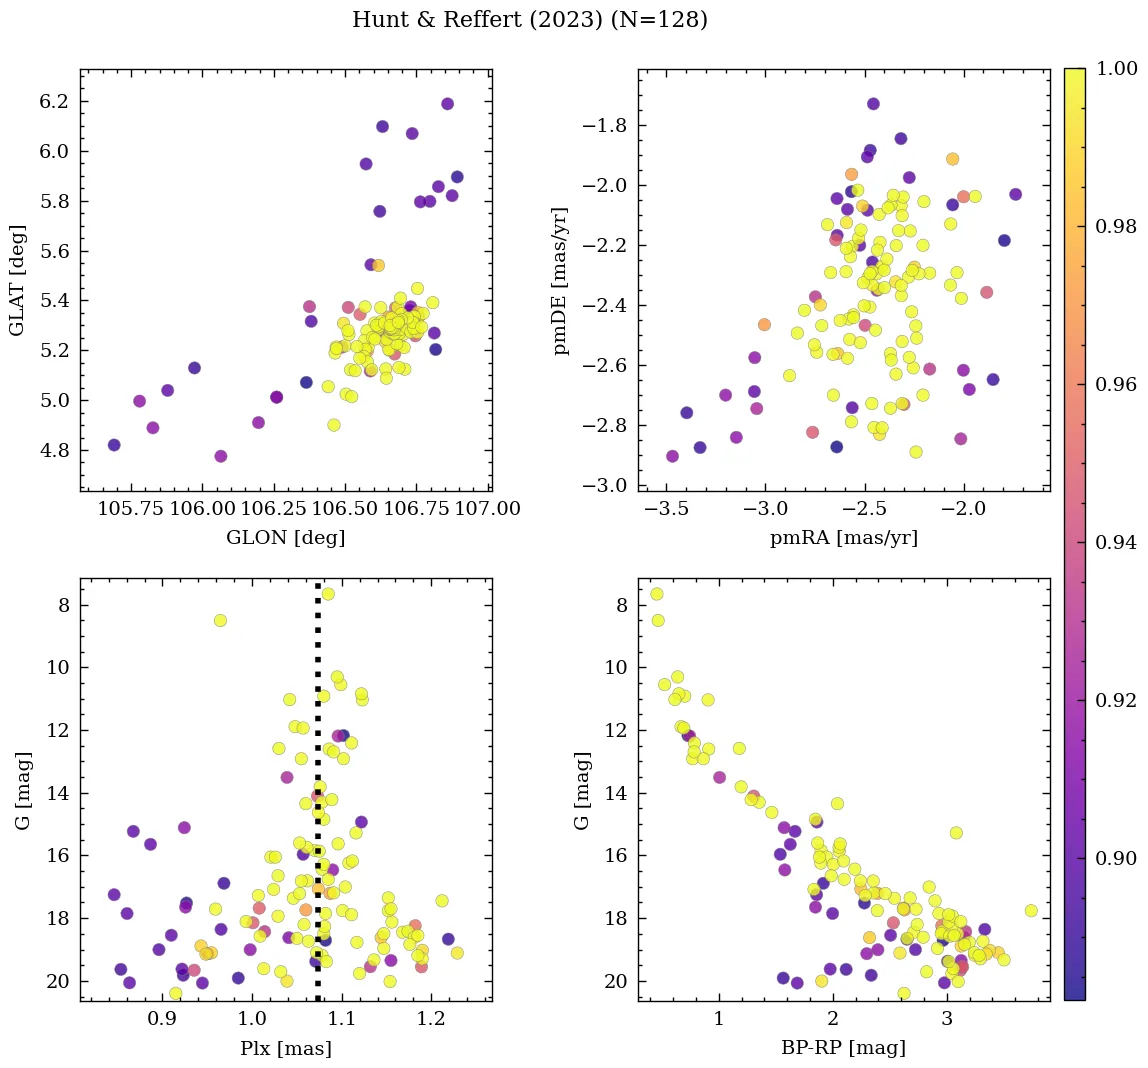 Hunt & Reffert (2023) (N=128)
6.2
6.0
5.8
5.6
5.4
5.2
5.0
4.8
GLAT [deg]
105.75 106.00 106.25 106.50 106.75 107.00
GLON [deg]
−1.8
−2.0
−2.2
−2.4
−2.6
−2.8
−3.0
pmDE [mas/yr]
−3.5 −3.0 −2.5 −2.0
pmRA [mas/yr]
1.00
0.98
0.96
0.94
0.92
0.90
8
10
12
14
16
18
20
G [mag]
0.9 1.0 1.1 1.2
Plx [mas]
8
10
12
14
16
18
20
G [mag]
1 2 3
BP-RP [mag]